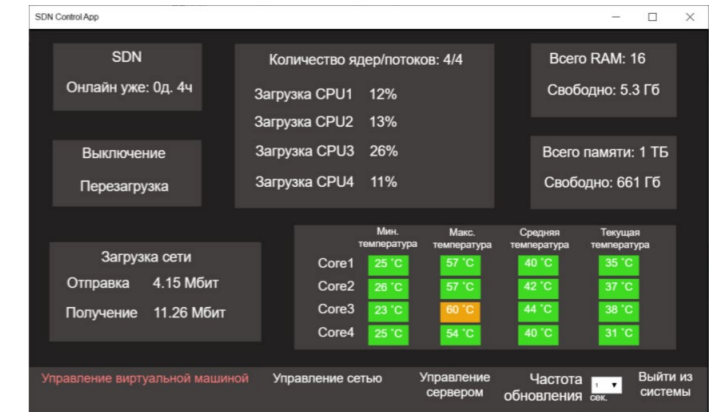 SDN Control App
SDN
Онлайн уже: 0д. 4ч
Количество ядер/потоков: 4/4
Загрузка CPU1 12%
Загрузка CPU2 13%
Загрузка CPU3 26%
Загрузка CPU4 11%
Всего RAM: 16
Свободно: 5.3 Гб
Выключение
Перезагрузка
Всего памяти: 1 ТБ
Свободно: 661 Гб
Загрузка сети
Отправка 4.15 Мбит
Получение 11.26 Мбит
Мин. температура
Макс. температура
Средняя температура
Текущая температура
Core1 25 °C 57 °C 40 °C 35 °C
Core2 26 °C 57 °C 42 °C 37 °C
Core3 23 °C 60 °C 44 °C 38 °C
Core4 25 °C 54 °C 40 °C 31 °C
Управление виртуальной машиной
Управление сетью
Управление
сервером
Частота
обновления
1
сек.
Выйти из
системы